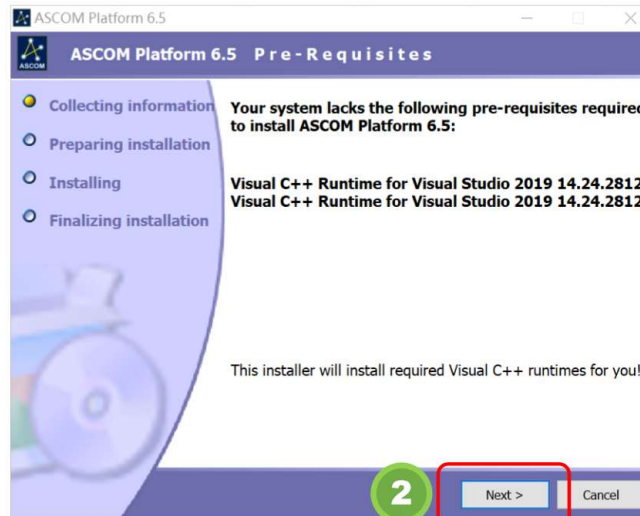 ASCOM Platform 6.5
ASCOM
ASCOM Platform 6.5 Pre-Requisites
Collecting information
Preparing installation
Installing
Finalizing installation
Your system lacks the following pre-requisites required
to install ASCOM Platform 6.5:
Visual C++ Runtime for Visual Studio 2019 14.24.2812
Visual C++ Runtime for Visual Studio 2019 14.24.2812
This installer will install required Visual C++ runtimes for you!
2
Next >
Cancel